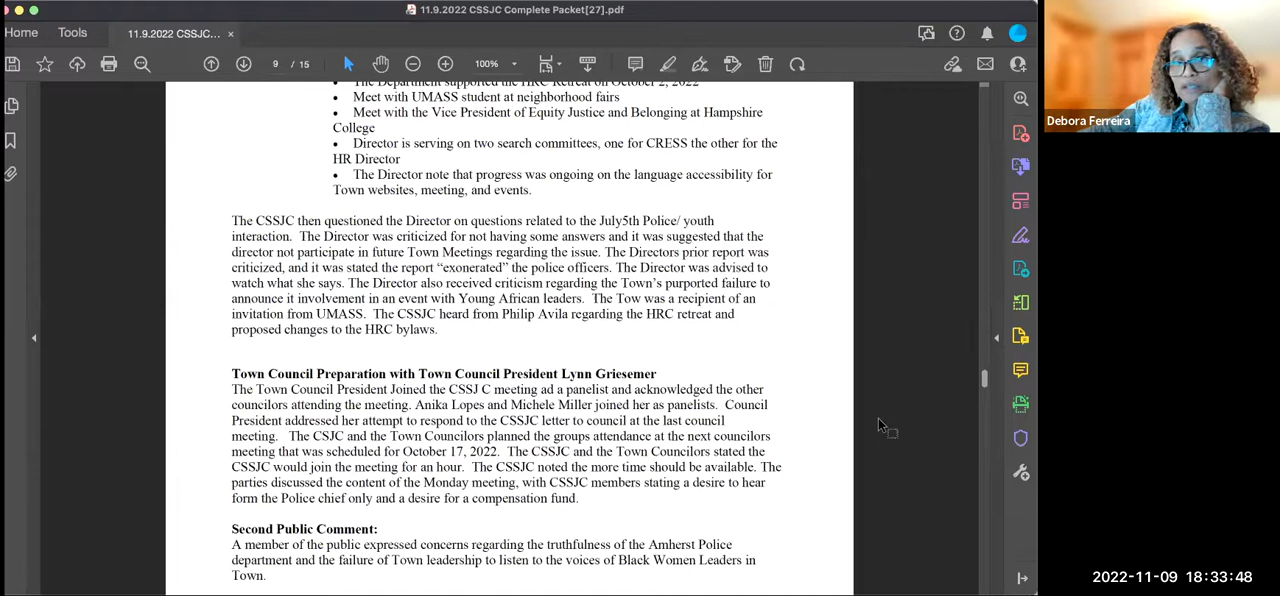 11.9.2022 CSSJC Complete Packet[27].pdf
Home Tools 11.9.2022 CSSJC... ×
9 / 15 100%
• The Department supported the HRC Retreat on October 2, 2022
• Meet with UMASS student at neighborhood fairs
• Meet with the Vice President of Equity Justice and Belonging at Hampshire
College
• Director is serving on two search committees, one for CRESS the other for the
HR Director
• The Director note that progress was ongoing on the language accessibility for
Town websites, meeting, and events.
The CSSJC then questioned the Director on questions related to the July5th Police/ youth
interaction. The Director was criticized for not having some answers and it was suggested that the
director not participate in future Town Meetings regarding the issue. The Directors prior report was
criticized, and it was stated the report “exonerated” the police officers. The Director was advised to
watch what she says. The Director also received criticism regarding the Town’s purported failure to
announce it involvement in an event with Young African leaders. The Tow was a recipient of an
invitation from UMASS. The CSSJC heard from Philip Avila regarding the HRC retreat and
proposed changes to the HRC bylaws.
Town Council Preparation with Town Council President Lynn Griesemer
The Town Council President Joined the CSSJ C meeting ad a panelist and acknowledged the other
councilors attending the meeting. Anika Lopes and Michele Miller joined her as panelists. Council
President addressed her attempt to respond to the CSSJC letter to council at the last council
meeting. The CSJC and the Town Councilors planned the groups attendance at the next councilors
meeting that was scheduled for October 17, 2022. The CSSJC and the Town Councilors stated the
CSSJC would join the meeting for an hour. The CSSJC noted the more time should be available. The
parties discussed the content of the Monday meeting, with CSSJC members stating a desire to hear
form the Police chief only and a desire for a compensation fund.
Second Public Comment:
A member of the public expressed concerns regarding the truthfulness of the Amherst Police
department and the failure of Town leadership to listen to the voices of Black Women Leaders in
Town.
Debora Ferreira
2022-11-09 18:33:48